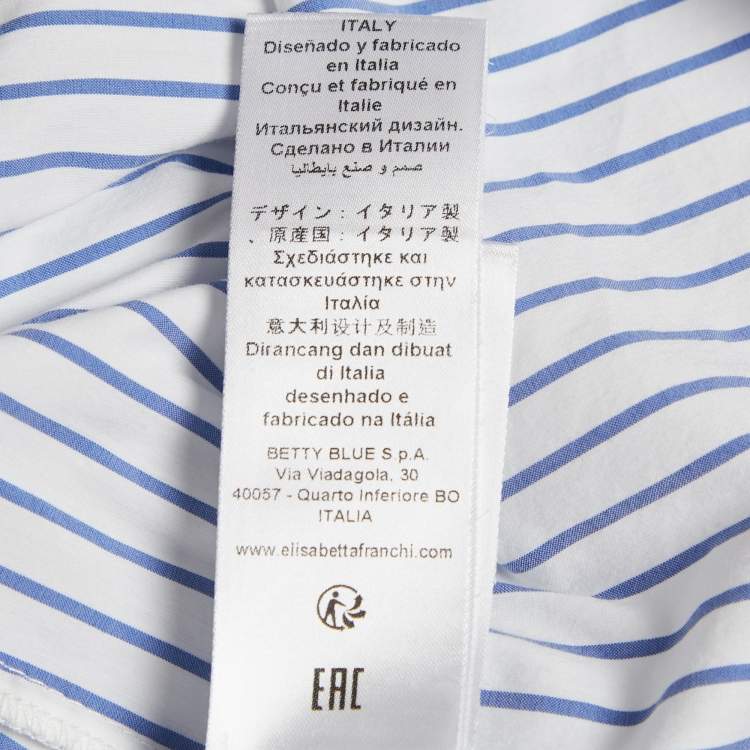 ITALY
Diseñado y fabricado
en Italia
Conçu et fabriqué en
Italie
Итальянский дизайн.
Сделано в Италии
صمم و صنع بايطاليا
デザイン：イタリア製
、原産国：イタリア製
Σχεδιάστηκε και
κατασκευάστηκε στην
Ιταλία
意大利设计及制造
Dirancang dan dibuat
di Italia
desenhado e
fabricado na Itália
BETTY BLUE S.p.A.
Via Viadagola, 30
40057 - Quarto Inferiore BO
ITALIA
www.elisabettafranchi.com
EAC